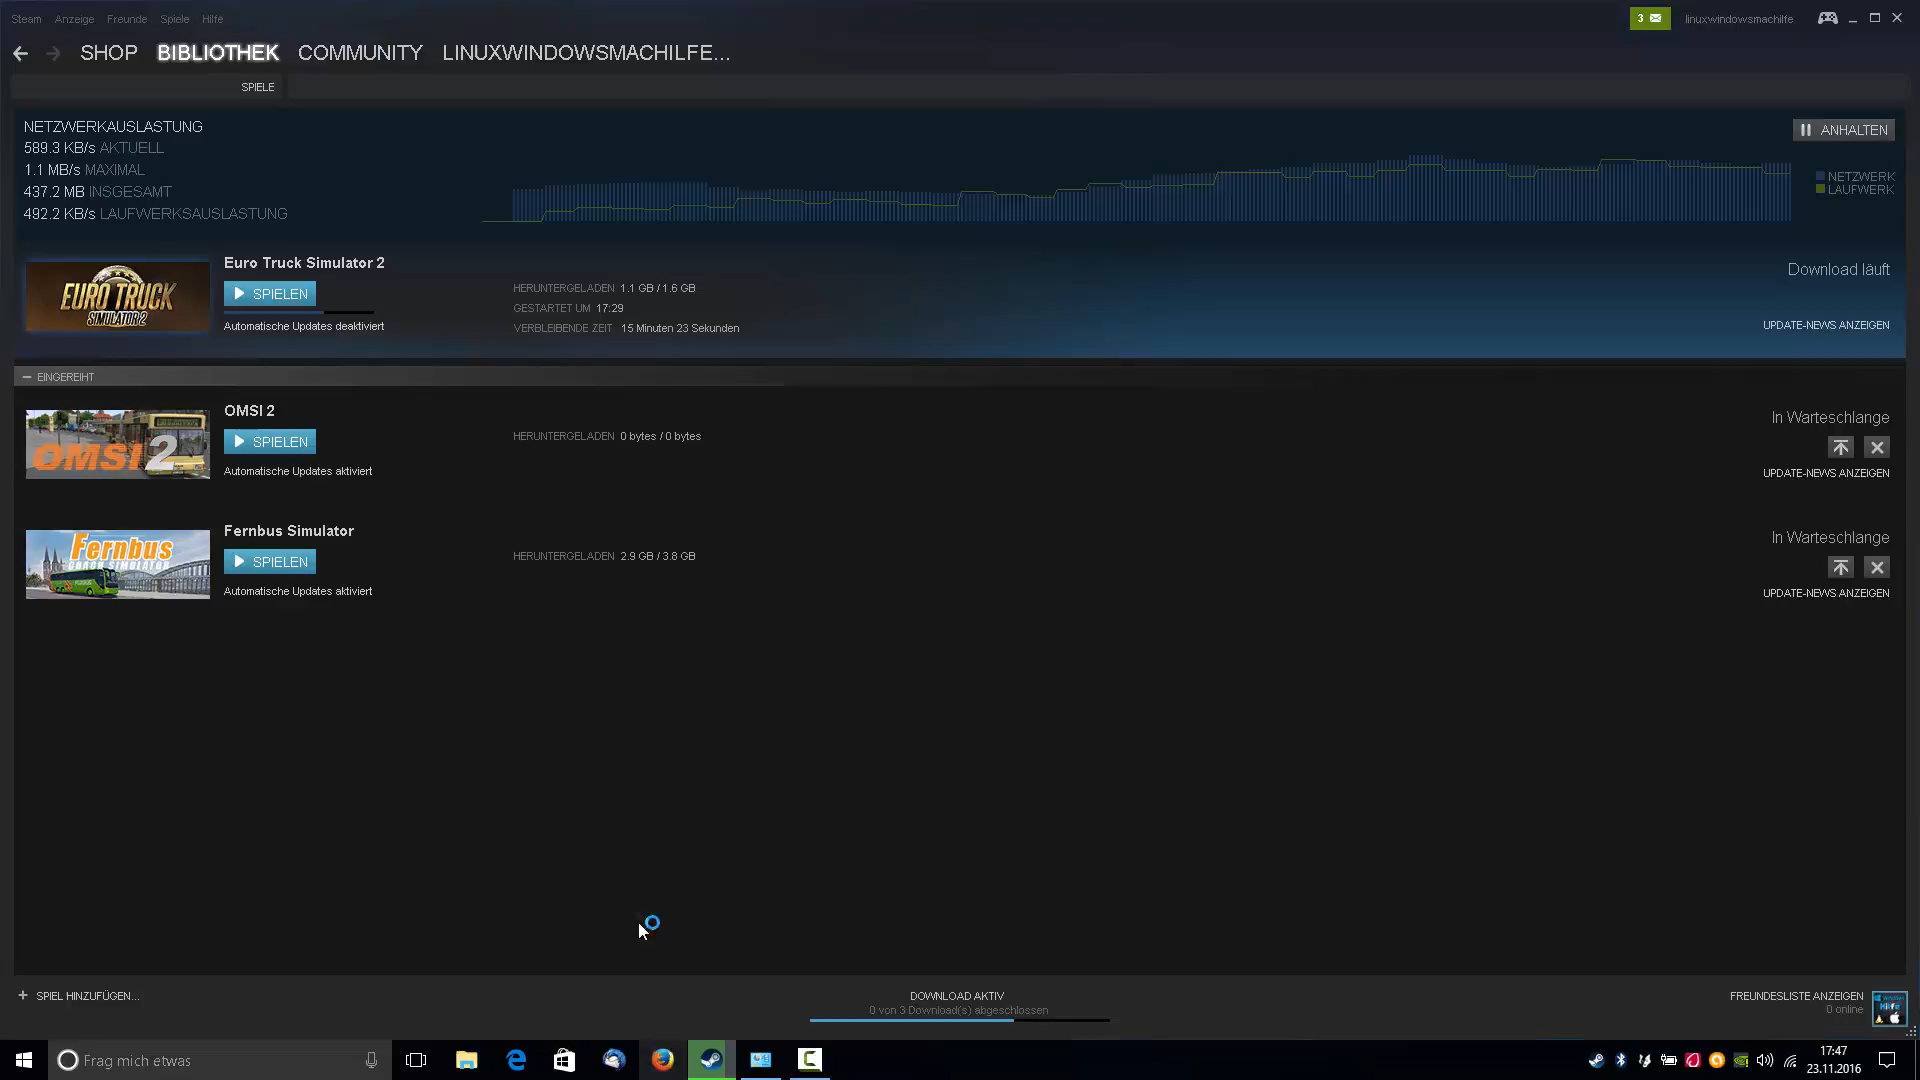 Steam Anzeige Freunde Spiele Hilfe
3
linuxwindowsmachilfe
SHOP BIBLIOTHEK COMMUNITY LINUXWINDOWSMACHILFE...
SPIELE
NETZWERKAUSLASTUNG
589.3 KB/s AKTUELL
1.1 MB/s MAXIMAL
437.2 MB INSGESAMT
492.2 KB/s LAUFWERKSAUSLASTUNG
ANHALTEN
NETZWERK
LAUFWERK
EURO TRUCK
SIMULATOR 2
Euro Truck Simulator 2
SPIELEN
Automatische Updates deaktiviert
HERUNTERGELADEN 1.1 GB / 1.6 GB
GESTARTET UM 17:29
VERBLEIBENDE ZEIT 15 Minuten 23 Sekunden
Download läuft
UPDATE-NEWS ANZEIGEN
EINGEREIHT
OMSI 2
OMSI 2
SPIELEN
Automatische Updates aktiviert
HERUNTERGELADEN 0 bytes / 0 bytes
In Warteschlange
UPDATE-NEWS ANZEIGEN
Fernbus
COACH SIMULATOR
Fernbus Simulator
SPIELEN
Automatische Updates aktiviert
HERUNTERGELADEN 2.9 GB / 3.8 GB
In Warteschlange
UPDATE-NEWS ANZEIGEN
+ SPIEL HINZUFÜGEN...
DOWNLOAD AKTIV
0 von 3 Download(s) abgeschlossen
FREUNDESLISTE ANZEIGEN
0 online
Hilfe
Frag mich etwas
17:47
23.11.2016